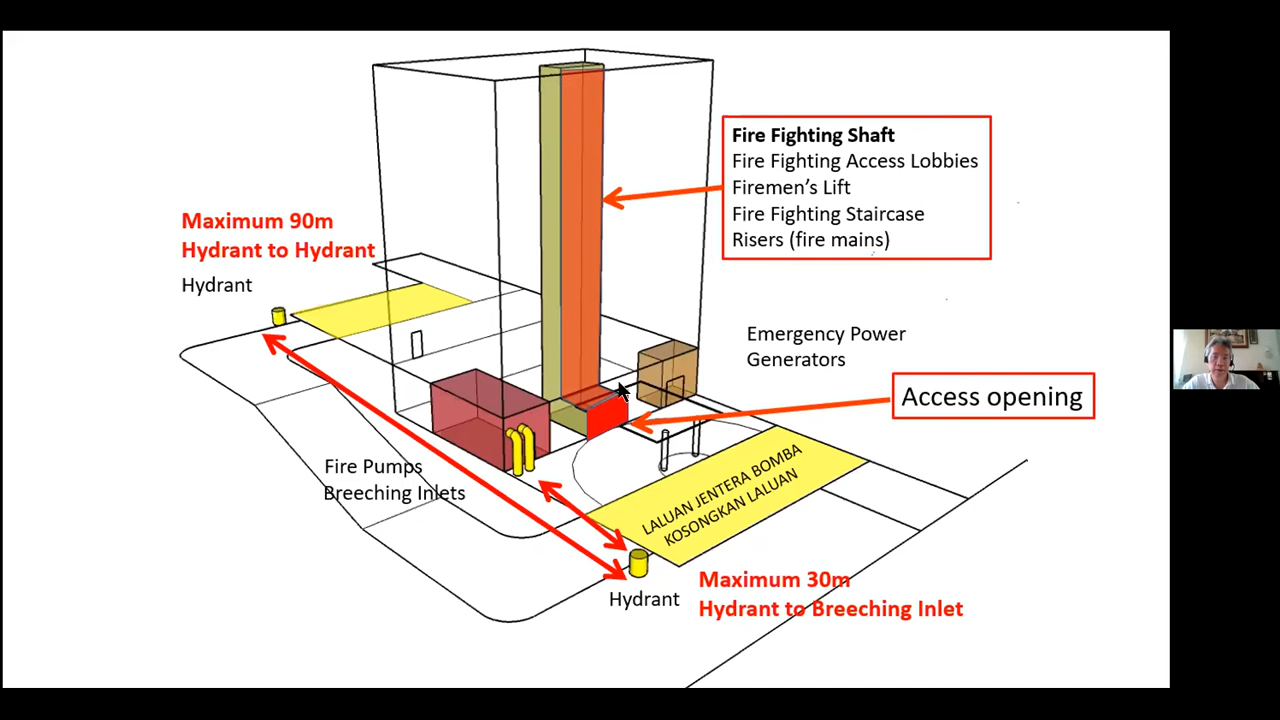 Fire Fighting Shaft
Fire Fighting Access Lobbies
Firemen's Lift
Fire Fighting Staircase
Risers (fire mains)
Maximum 90m
Hydrant to Hydrant
Hydrant
Emergency Power
Generators
Access opening
Fire Pumps
Breeching Inlets
LALUAN JENTERA BOMBA
KOSONGKAN LALUAN
Hydrant
Maximum 30m
Hydrant to Breeching Inlet